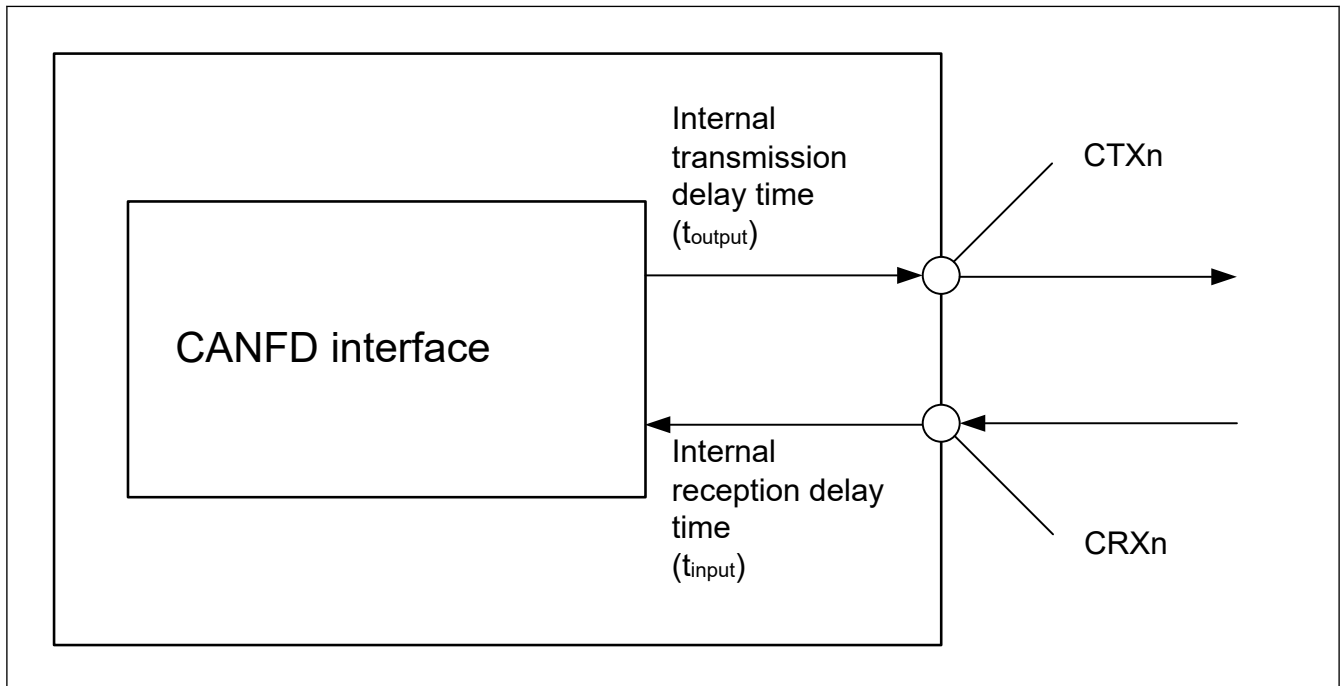 Internal
transmission
delay time
(toutput)
CTXn
CANFD interface
Internal
reception delay
time
(tinput)
CRXn